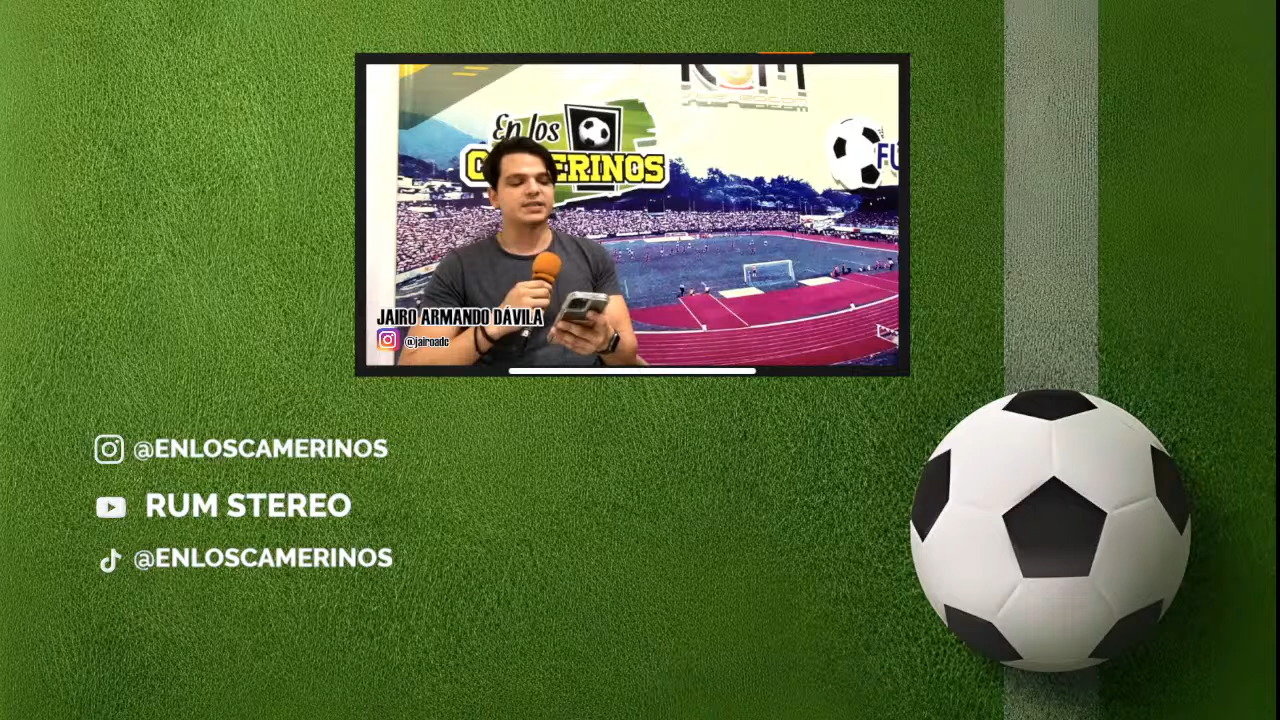 En los
CAMERINOS
JAIRO ARMANDO DÁVILA
@jairoadc
@ENLOSCAMERINOS
RUM STEREO
@ENLOSCAMERINOS